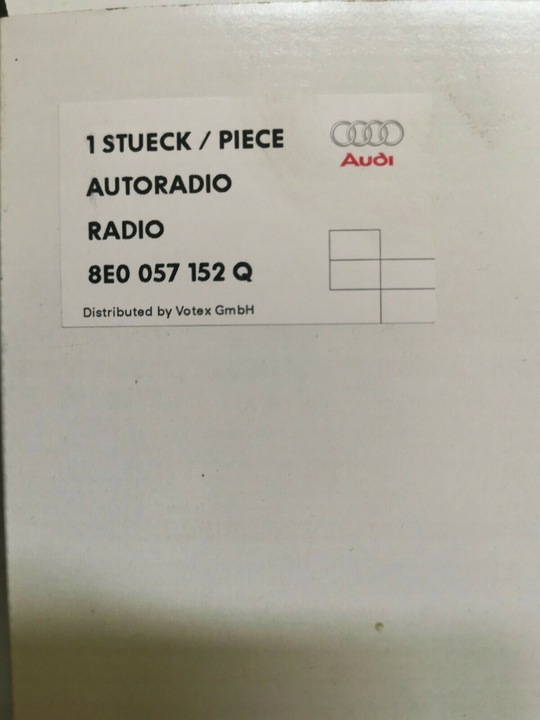 1 STUECK / PIECE
Audi
AUTORADIO
RADIO
8E0 057 152 Q
Distributed by Votex GmbH